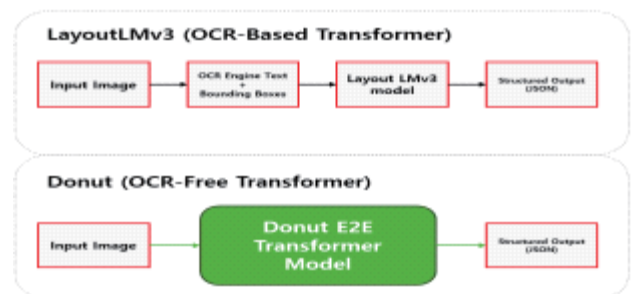 LayoutLMv3 (OCR-Based Transformer)
Input Image
OCR Engine Text
+
Bounding Boxes
Layout LMv3
model
Structured Output
(JSON)
Donut (OCR-Free Transformer)
Input Image
Donut E2E
Transformer
Model
Structured Output
(JSON)